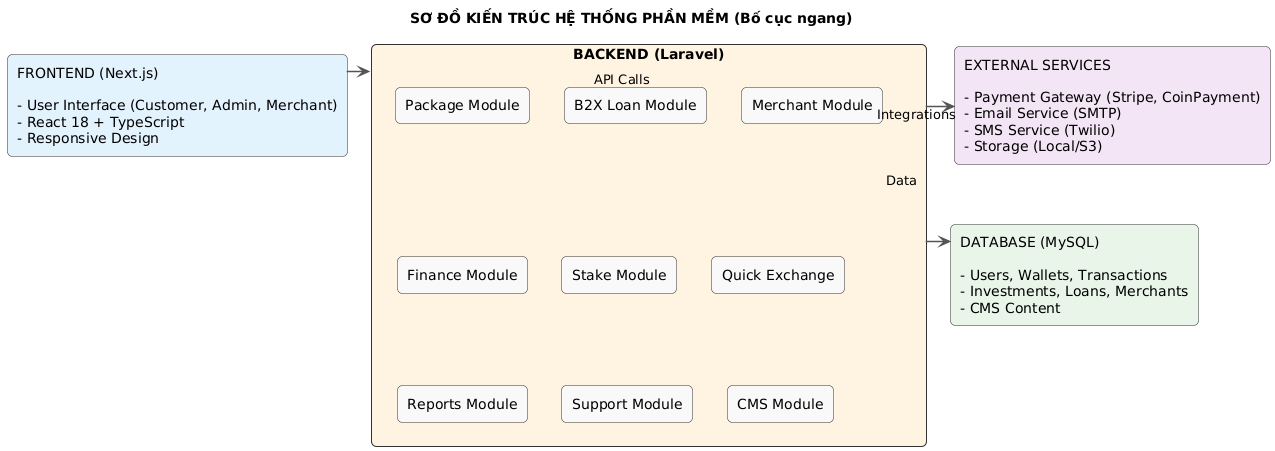 SƠ ĐỒ KIẾN TRÚC HỆ THỐNG PHẦN MỀM (Bố cục ngang)
FRONTEND (Next.js)
- User Interface (Customer, Admin, Merchant)
- React 18 + TypeScript
- Responsive Design
BACKEND (Laravel)
API Calls
Package Module
B2X Loan Module
Merchant Module
Finance Module
Stake Module
Quick Exchange
Reports Module
Support Module
CMS Module
Integrations
Data
EXTERNAL SERVICES
- Payment Gateway (Stripe, CoinPayment)
- Email Service (SMTP)
- SMS Service (Twilio)
- Storage (Local/S3)
DATABASE (MySQL)
- Users, Wallets, Transactions
- Investments, Loans, Merchants
- CMS Content